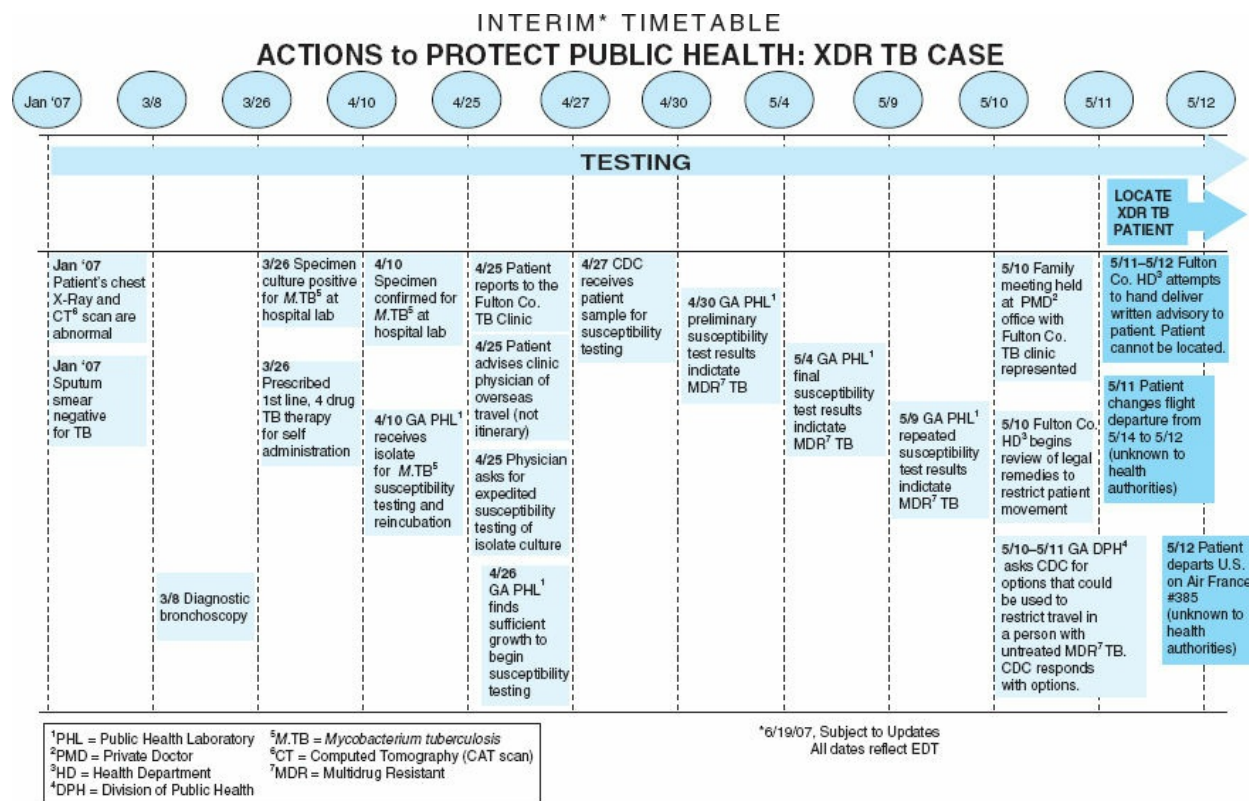 INTERIM* TIMETABLE
ACTIONS to PROTECT PUBLIC HEALTH: XDR TB CASE
Jan '07
3/8
3/26
4/10
4/25
4/27
4/30
5/4
5/9
5/10
5/11
5/12
TESTING
LOCATE
XDR TB
PATIENT
Jan '07
Patient's chest
X-Ray and
CT⁶ scan are
abnormal
Jan '07
Sputum
smear
negative
for TB
3/8 Diagnostic
bronchoscopy
3/26 Specimen
culture positive
for M.TB⁵ at
hospital lab
3/26
Prescribed
1st line, 4 drug
TB therapy
for self
administration
4/10
Specimen
confirmed for
M.TB⁵ at
hospital lab
4/10 GA PHL¹
receives
isolate
for M.TB⁵
susceptibility
testing and
reincubation
4/25 Patient
reports to the
Fulton Co.
TB Clinic
4/25 Patient
advises clinic
physician of
overseas
travel (not
itinerary)
4/25 Physician
asks for
expedited
susceptibility
testing of
isolate culture
4/26
GA PHL¹
finds
sufficient
growth to
begin
susceptibility
testing
4/27 CDC
receives
patient
sample for
susceptibility
testing
4/30 GA PHL¹
preliminary
susceptibility
test results
indictate
MDR⁷ TB
5/4 GA PHL¹
final
susceptibility
test results
indictate
MDR⁷ TB
5/9 GA PHL¹
repeated
susceptibility
test results
indictate
MDR⁷ TB
5/10 Family
meeting held
at PMD²
office with
Fulton Co.
TB clinic
represented
5/10 Fulton Co.
HD³ begins
review of legal
remedies to
restrict patient
movement
5/10–5/11 GA DPH⁴
asks CDC for
options that could
be used to
restrict travel in
a person with
untreated MDR⁷ TB.
CDC responds
with options.
5/11–5/12 Fulton
Co. HD³ attempts
to hand deliver
written advisory to
patient. Patient
cannot be located.
5/11 Patient
changes flight
departure from
5/14 to 5/12
(unknown to
health
authorities)
5/12 Patient
departs U.S.
on Air France
#385
(unknown to
health
authorities)
¹PHL = Public Health Laboratory
²PMD = Private Doctor
³HD = Health Department
⁴DPH = Division of Public Health
⁵M.TB = Mycobacterium tuberculosis
⁶CT = Computed Tomography (CAT scan)
⁷MDR = Multidrug Resistant
*6/19/07, Subject to Updates
All dates reflect EDT